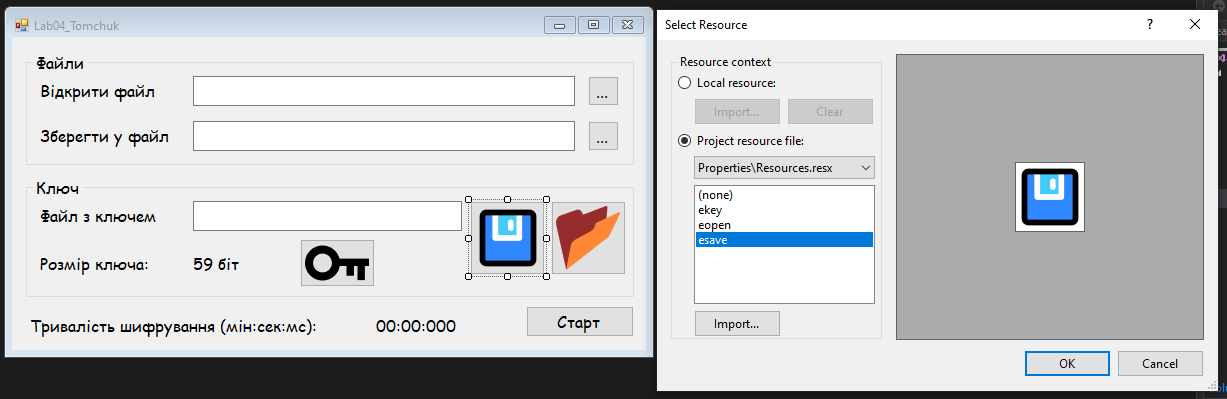 Lab04_Tomchuk
Файли
Відкрити файл
...
Зберегти у файл
...
Ключ
Файл з ключем
Розмір ключа:
59 біт
Тривалість шифрування (мін:сек:мс):
00:00:000
Старт
Select Resource
?
Resource context
Local resource:
Import...
Clear
Project resource file:
Properties\Resources.resx
(none)
ekey
eopen
esave
Import...
OK
Cancel